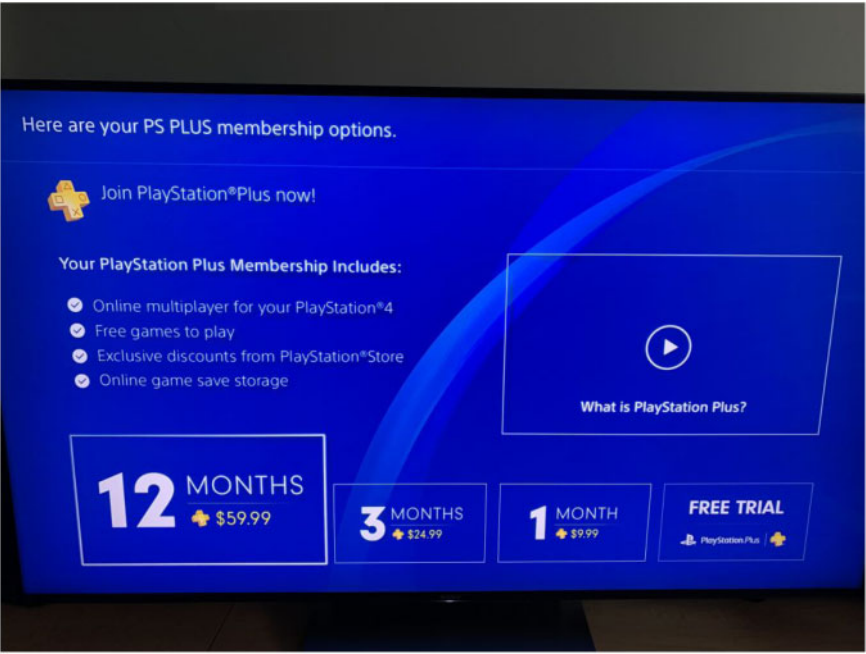 Here are your PS PLUS membership options.
Join PlayStation®Plus now!
Your PlayStation Plus Membership Includes:
Online multiplayer for your PlayStation®4
Free games to play
Exclusive discounts from PlayStation®Store
Online game save storage
What is PlayStation Plus?
12 MONTHS
$59.99
3 MONTHS
$24.99
1 MONTH
$9.99
FREE TRIAL
PlayStation Plus